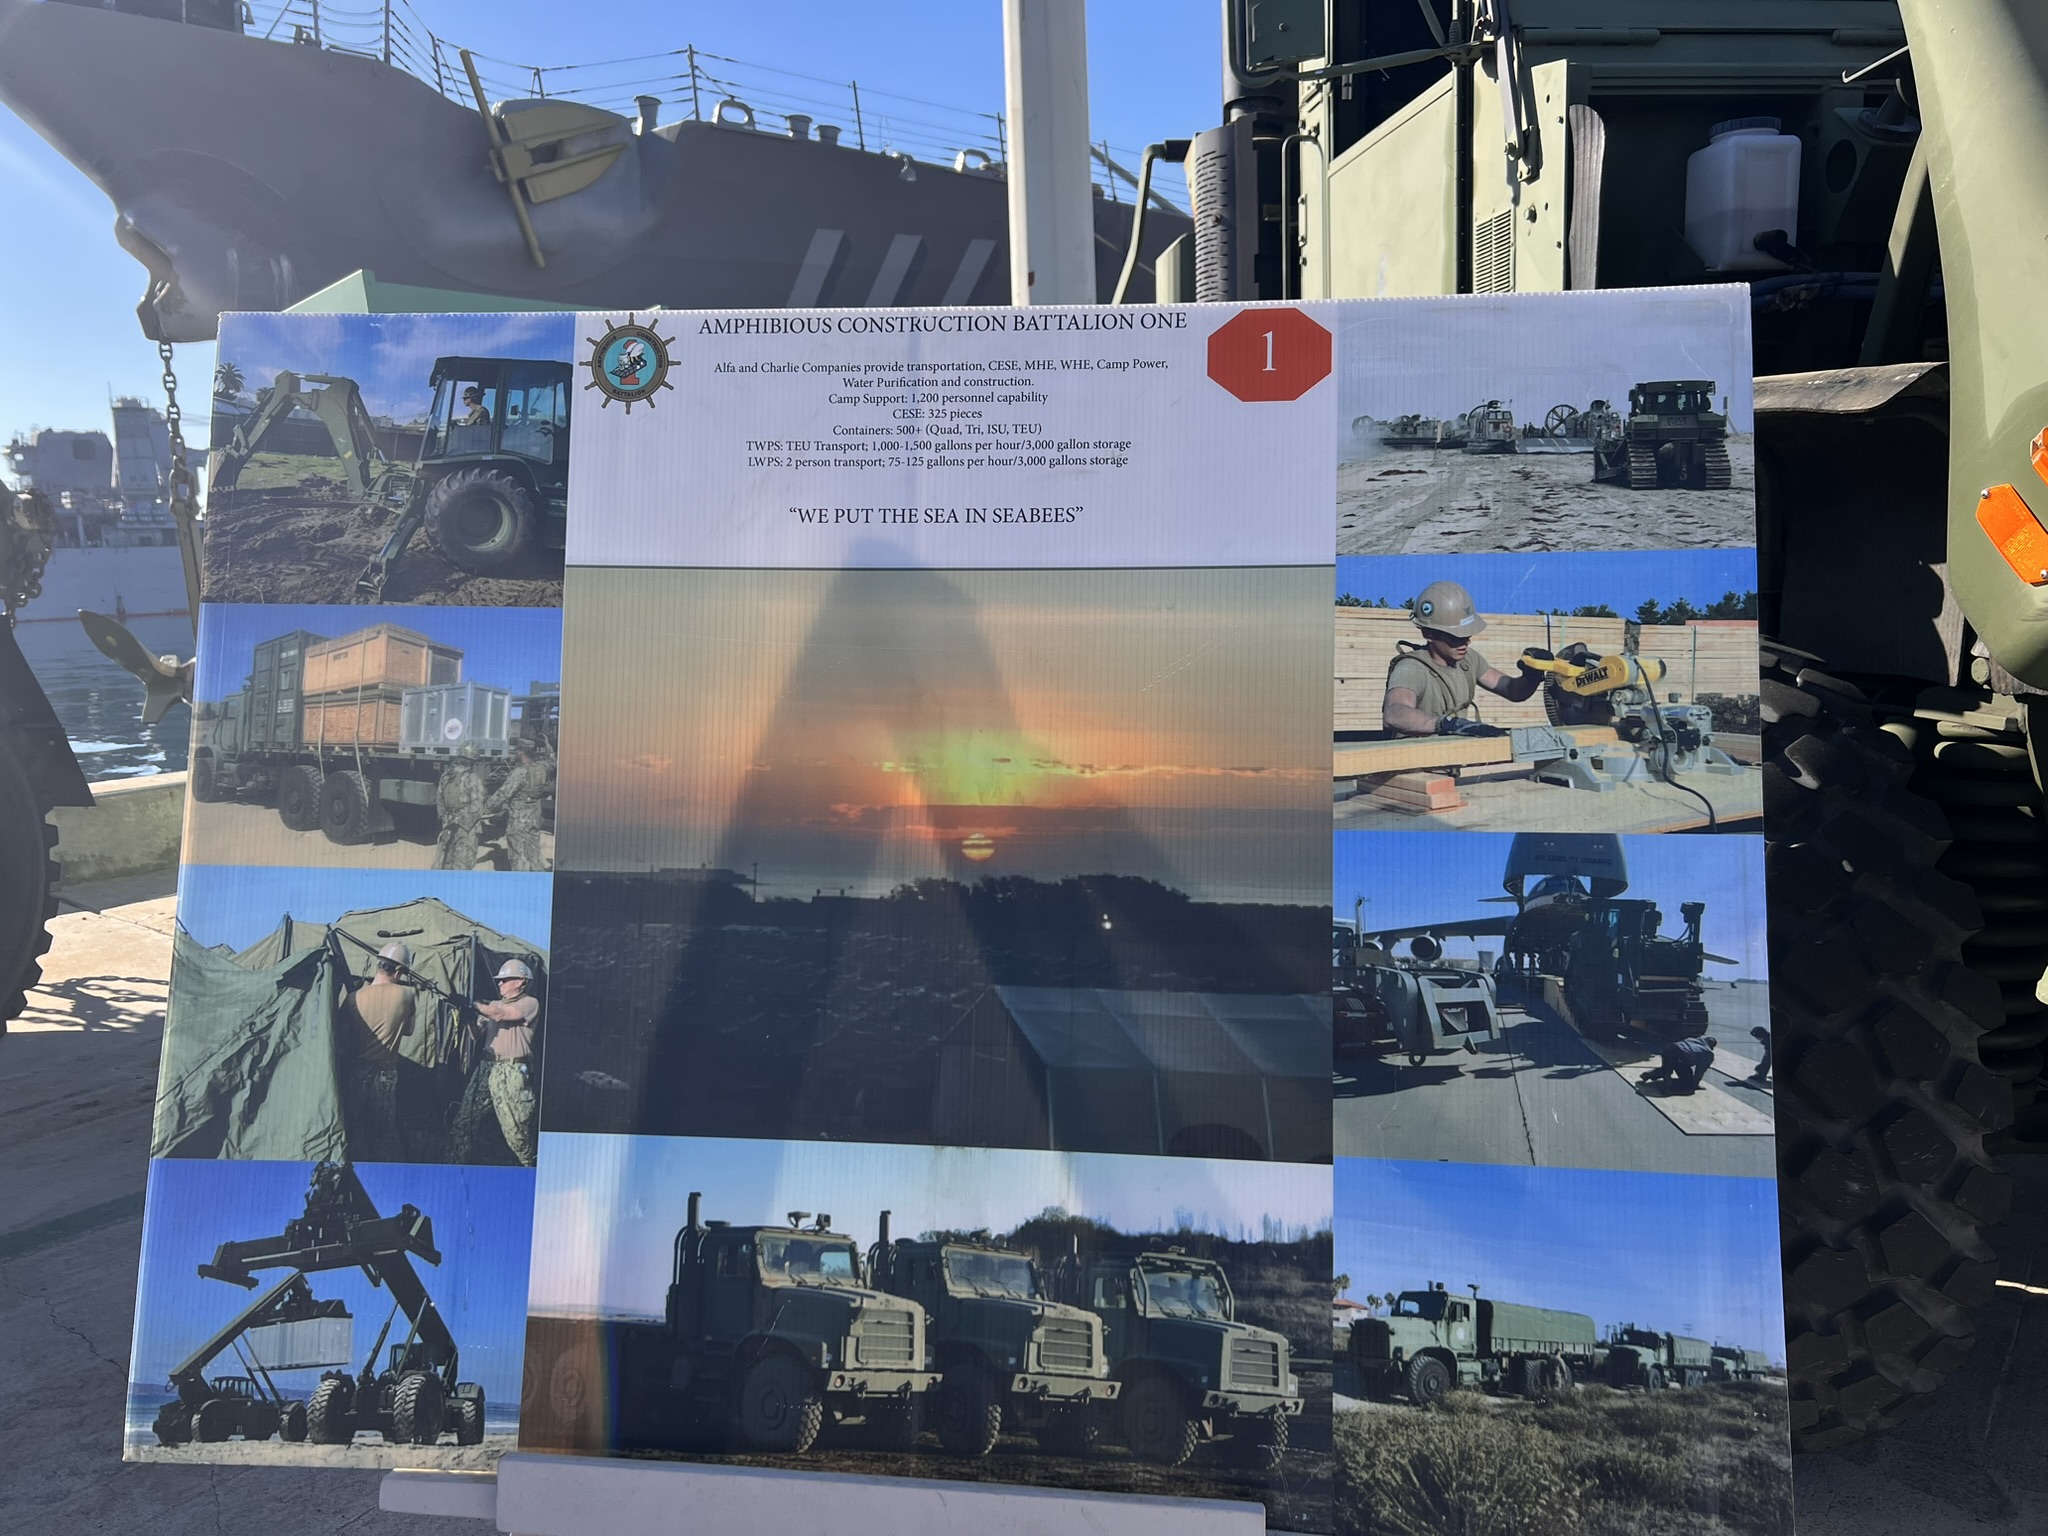 AMPHIBIOUS CONSTRUCTION BATTALION ONE
1
Alfa and Charlie Companies provide transportation, CESE, MHE, WHE, Camp Power,
Water Purification and construction.
Camp Support: 1,200 personnel capability
CESE: 325 pieces
Containers: 500+ (Quad, Tri, ISU, TEU)
TWPS: TEU Transport; 1,000-1,500 gallons per hour/3,000 gallon storage
LWPS: 2 person transport; 75-125 gallons per hour/3,000 gallons storage
“WE PUT THE SEA IN SEABEES”
DEWALT
AIR MOBILITY COMMAND